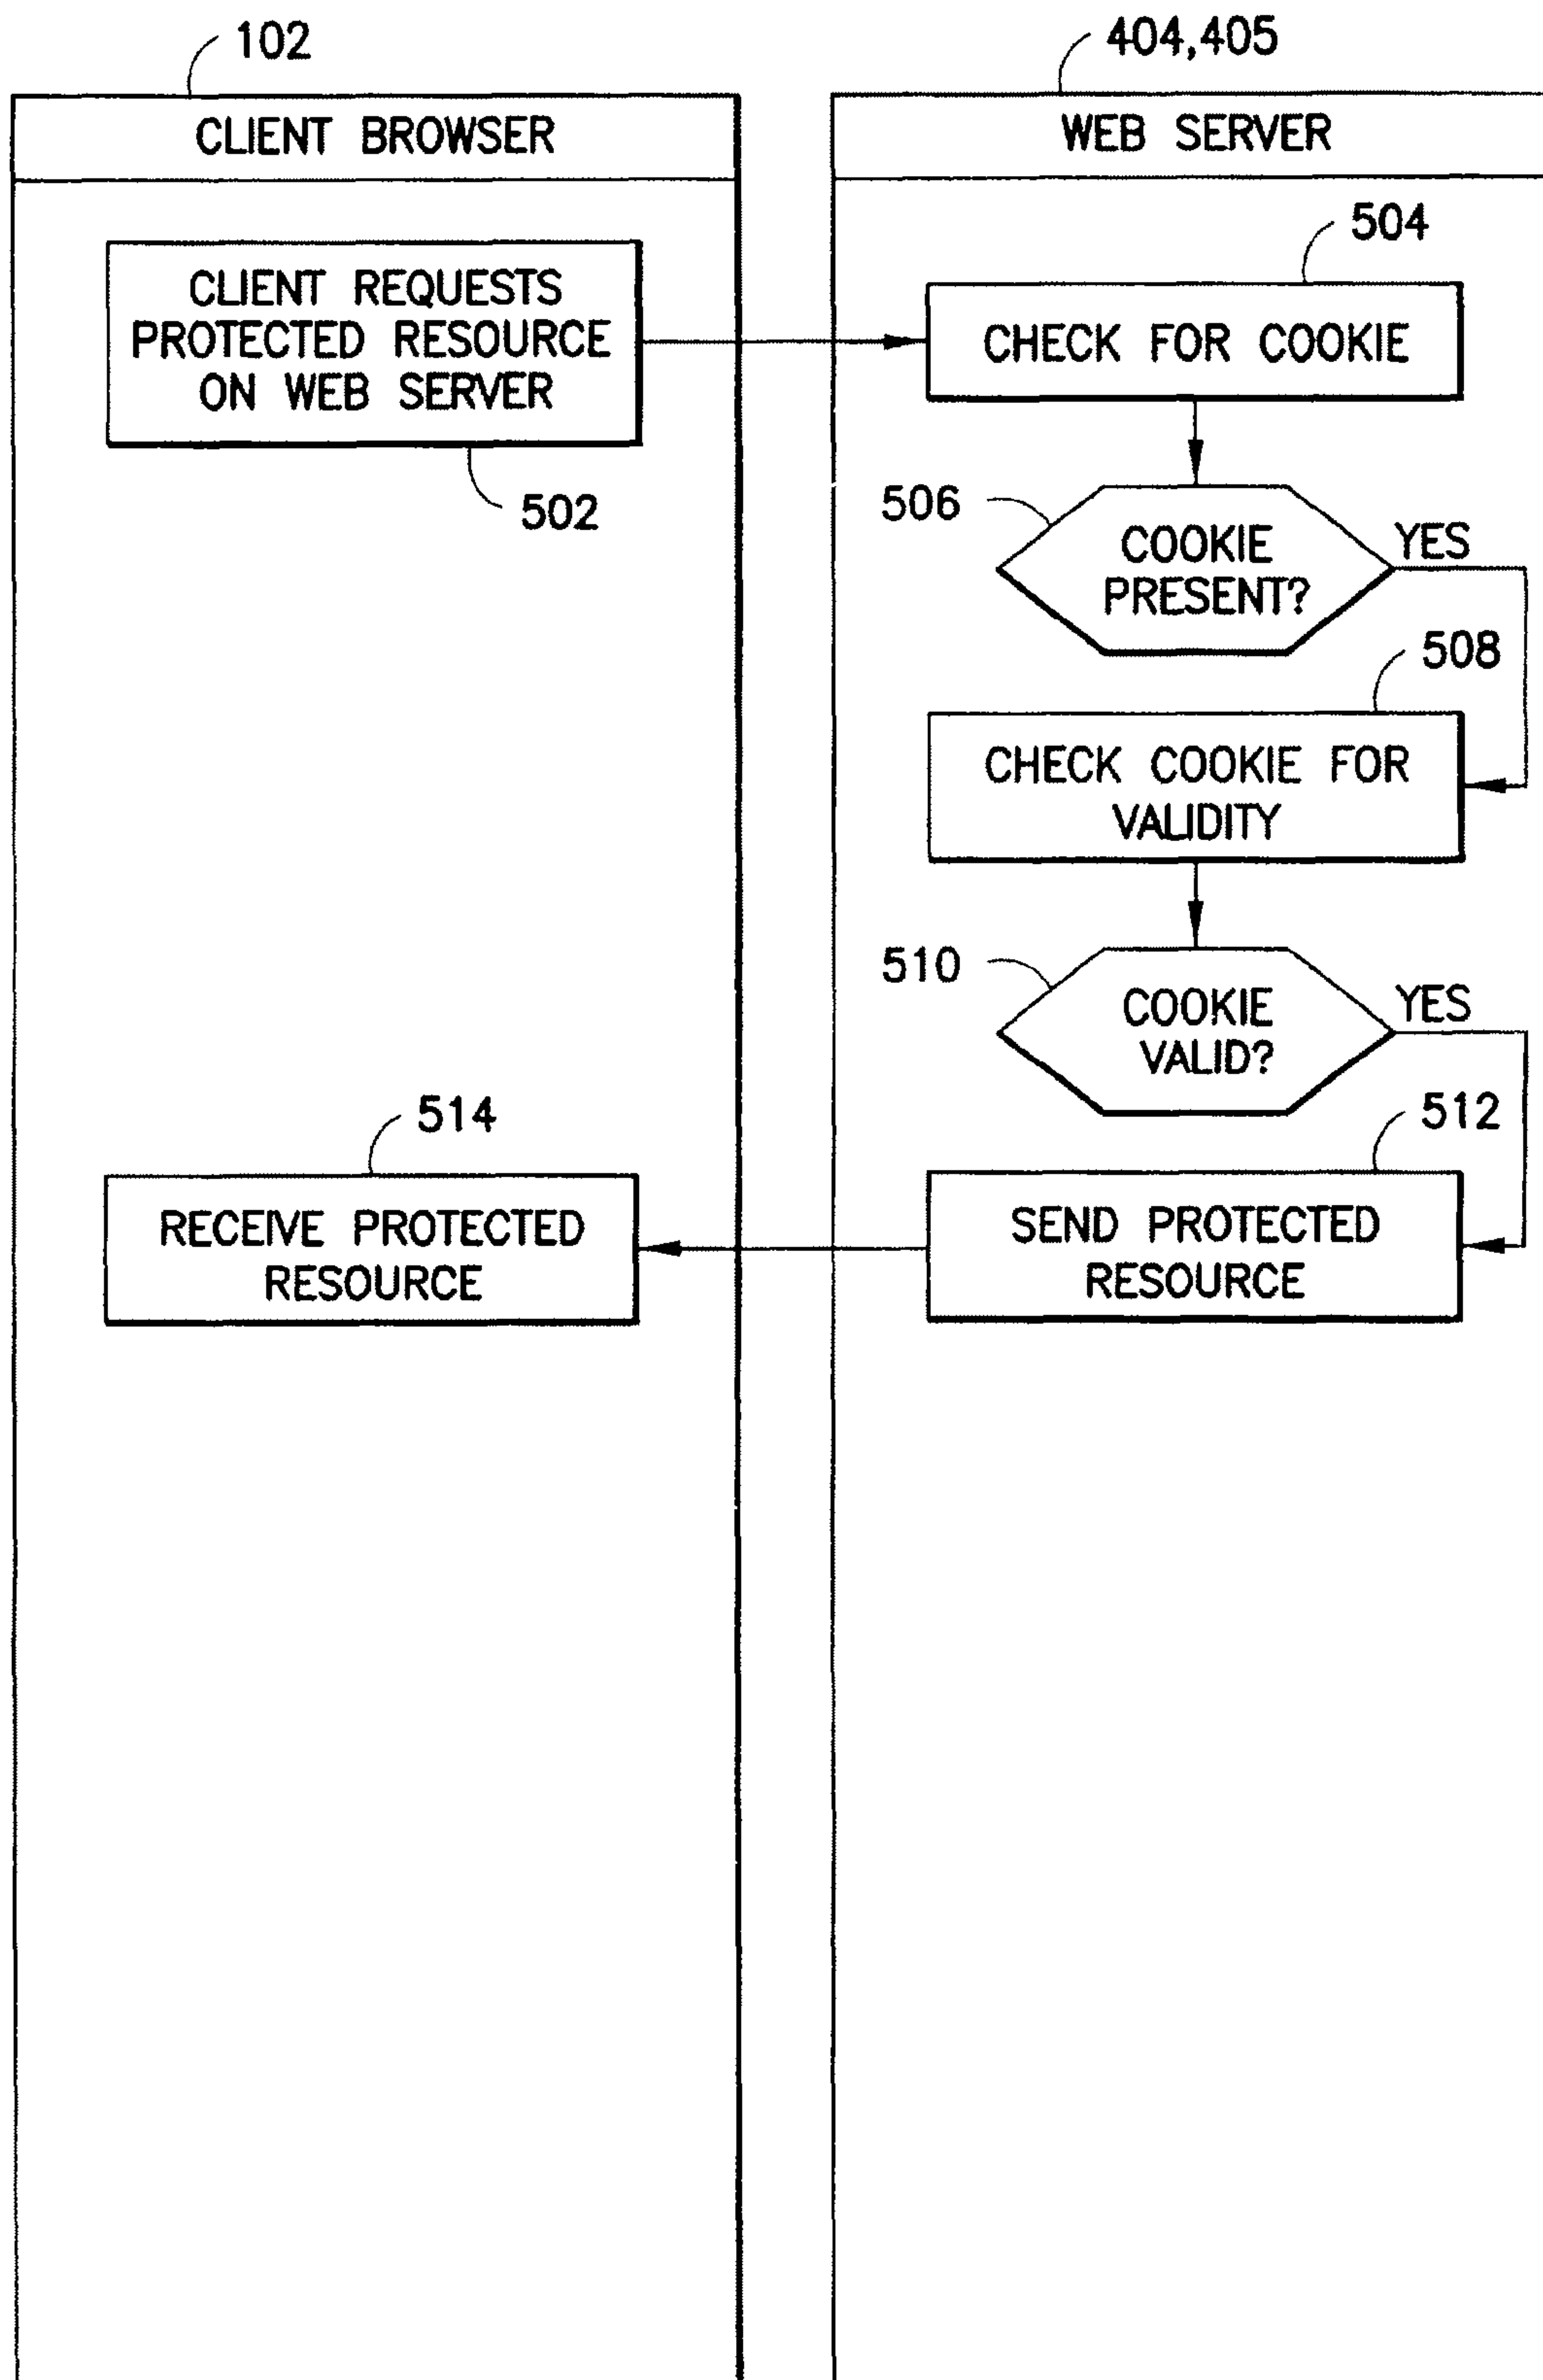 102
404,405
CLIENT BROWSER
WEB SERVER
CLIENT REQUESTS
PROTECTED RESOURCE
ON WEB SERVER
502
504
CHECK FOR COOKIE
506
COOKIE
PRESENT?
YES
508
CHECK COOKIE FOR
VALIDITY
510
COOKIE
VALID?
YES
512
SEND PROTECTED
RESOURCE
514
RECEIVE PROTECTED
RESOURCE